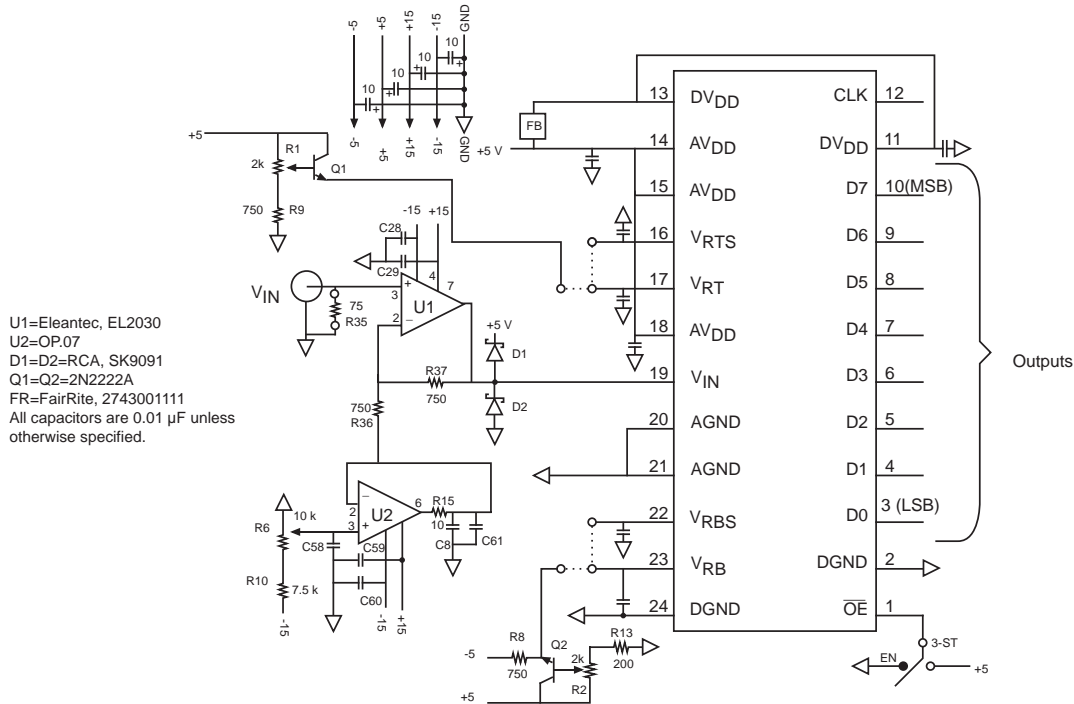 -5
+5
+15
-15
GND
10
10
10
10
-5
+5
+15
-15
GND
+5
R1
2k
Q1
750
R9
-15
+15
C28
C29
4
7
3
+
U1
2
−
VIN
75
R35
R37
750
750
R36
+5 V
D1
D2
U1=Eleantec, EL2030
U2=OP.07
D1=D2=RCA, SK9091
Q1=Q2=2N2222A
FR=FairRite, 2743001111
All capacitors are 0.01 µF unless
otherwise specified.
10 k
R6
R10
7.5 k
-15
−
2
3
+
U2
6
R15
10
C8
C61
C58
C59
C60
-15
+15
R8
-5
750
+5
Q2
2k
R2
R13
200
FB
+5 V
13 DVDD
14 AVDD
15 AVDD
16 VRTS
17 VRT
18 AVDD
19 VIN
20 AGND
21 AGND
22 VRBS
23 VRB
24 DGND
CLK 12
DVDD 11
D7 10(MSB)
D6 9
D5 8
D4 7
D3 6
D2 5
D1 4
D0 3 (LSB)
DGND 2
OE 1
Outputs
3-ST
EN
+5